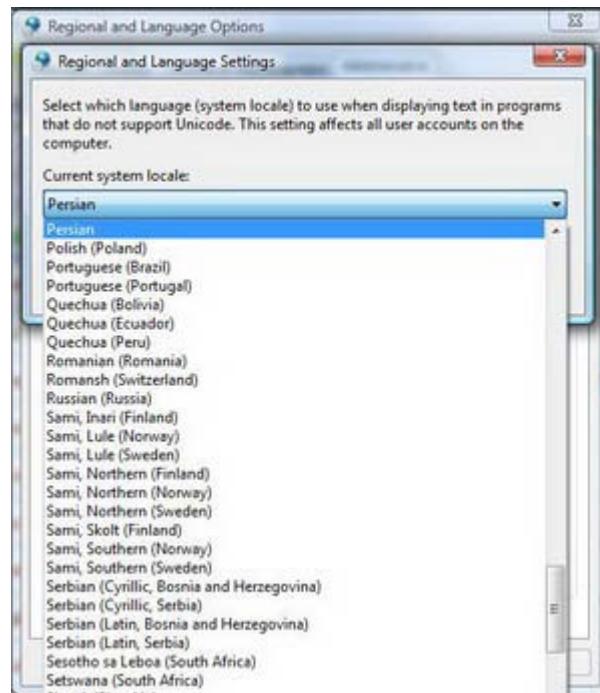 Regional and Language Options
Regional and Language Settings
Select which language (system locale) to use when displaying text in programs
that do not support Unicode. This setting affects all user accounts on the
computer.
Current system locale:
Persian
Persian
Polish (Poland)
Portuguese (Brazil)
Portuguese (Portugal)
Quechua (Bolivia)
Quechua (Ecuador)
Quechua (Peru)
Romanian (Romania)
Romansh (Switzerland)
Russian (Russia)
Sami, Inari (Finland)
Sami, Lule (Norway)
Sami, Lule (Sweden)
Sami, Northern (Finland)
Sami, Northern (Norway)
Sami, Northern (Sweden)
Sami, Skolt (Finland)
Sami, Southern (Norway)
Sami, Southern (Sweden)
Serbian (Cyrillic, Bosnia and Herzegovina)
Serbian (Cyrillic, Serbia)
Serbian (Latin, Bosnia and Herzegovina)
Serbian (Latin, Serbia)
Sesotho sa Leboa (South Africa)
Setswana (South Africa)